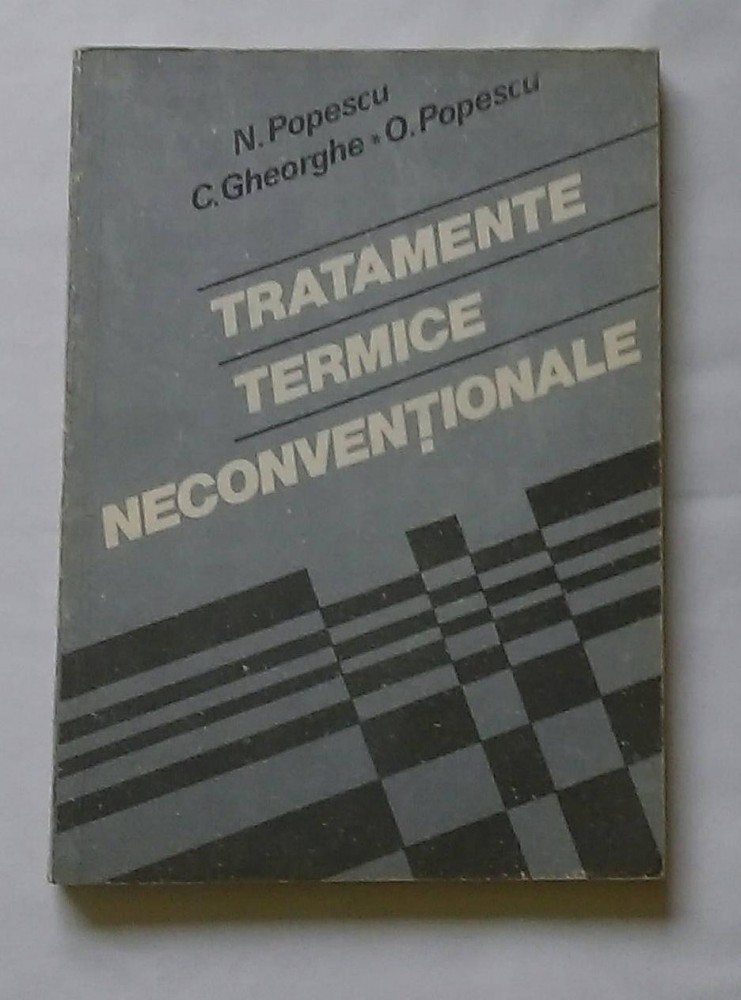 N. Popescu
C. Gheorghe * O. Popescu
TRATAMENTE
TERMICE
NECONVENȚIONALE